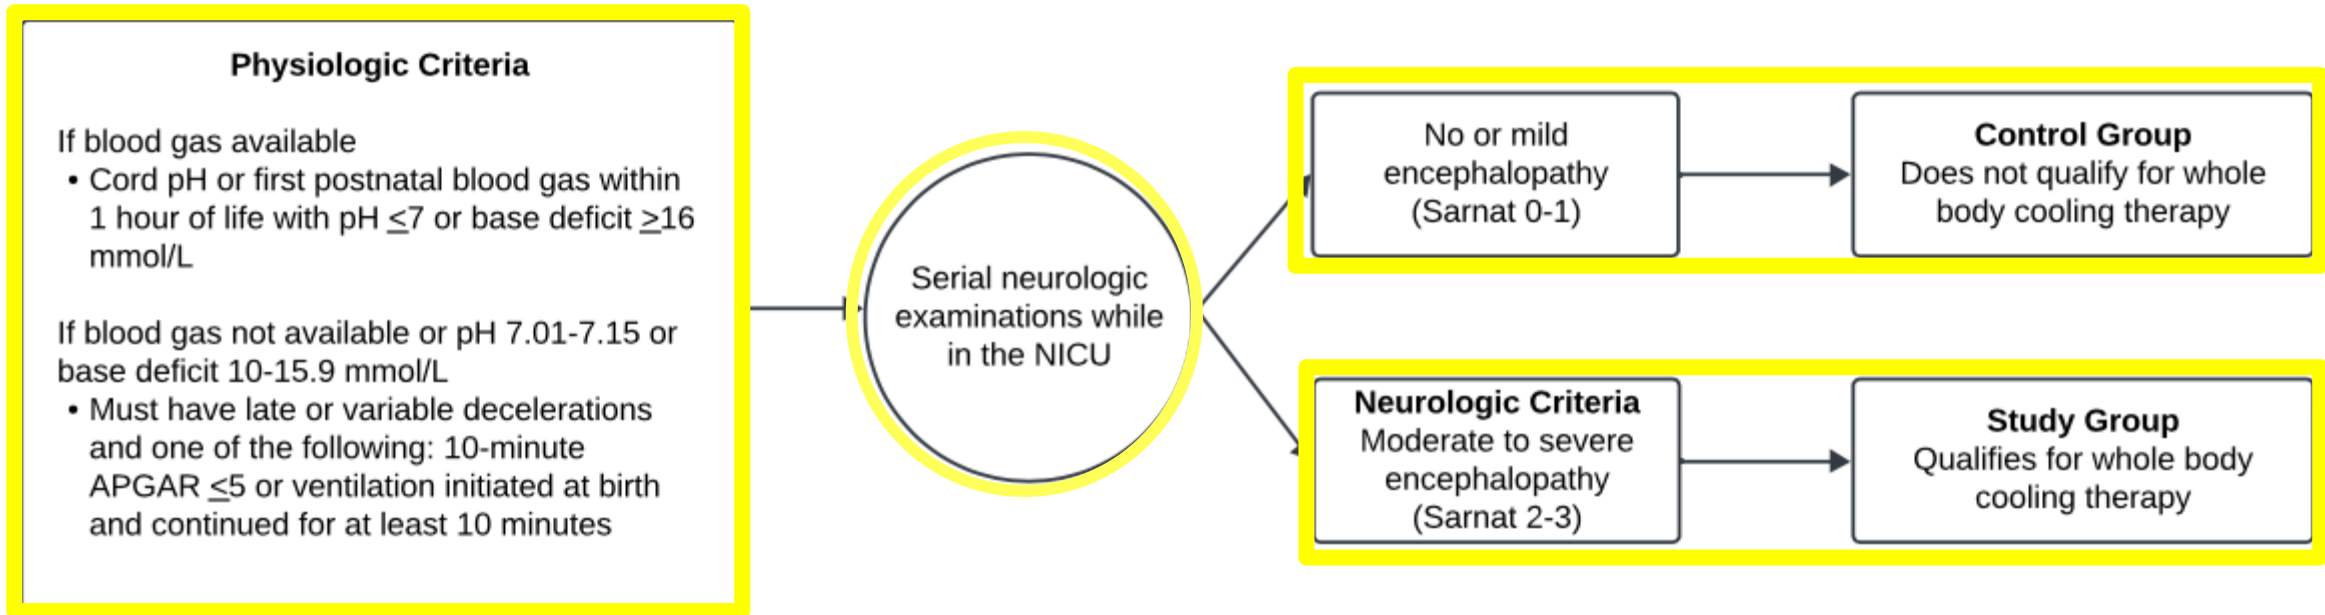 Physiologic Criteria
If blood gas available
• Cord pH or first postnatal blood gas within
1 hour of life with pH <7 or base deficit >16
mmol/L
If blood gas not available or pH 7.01-7.15 or
base deficit 10-15.9 mmol/L
• Must have late or variable decelerations
and one of the following: 10-minute
APGAR <5 or ventilation initiated at birth
and continued for at least 10 minutes
Serial neurologic
examinations while
in the NICU
No or mild
encephalopathy
(Sarnat 0-1)
Control Group
Does not qualify for whole
body cooling therapy
Neurologic Criteria
Moderate to severe
encephalopathy
(Sarnat 2-3)
Study Group
Qualifies for whole body
cooling therapy